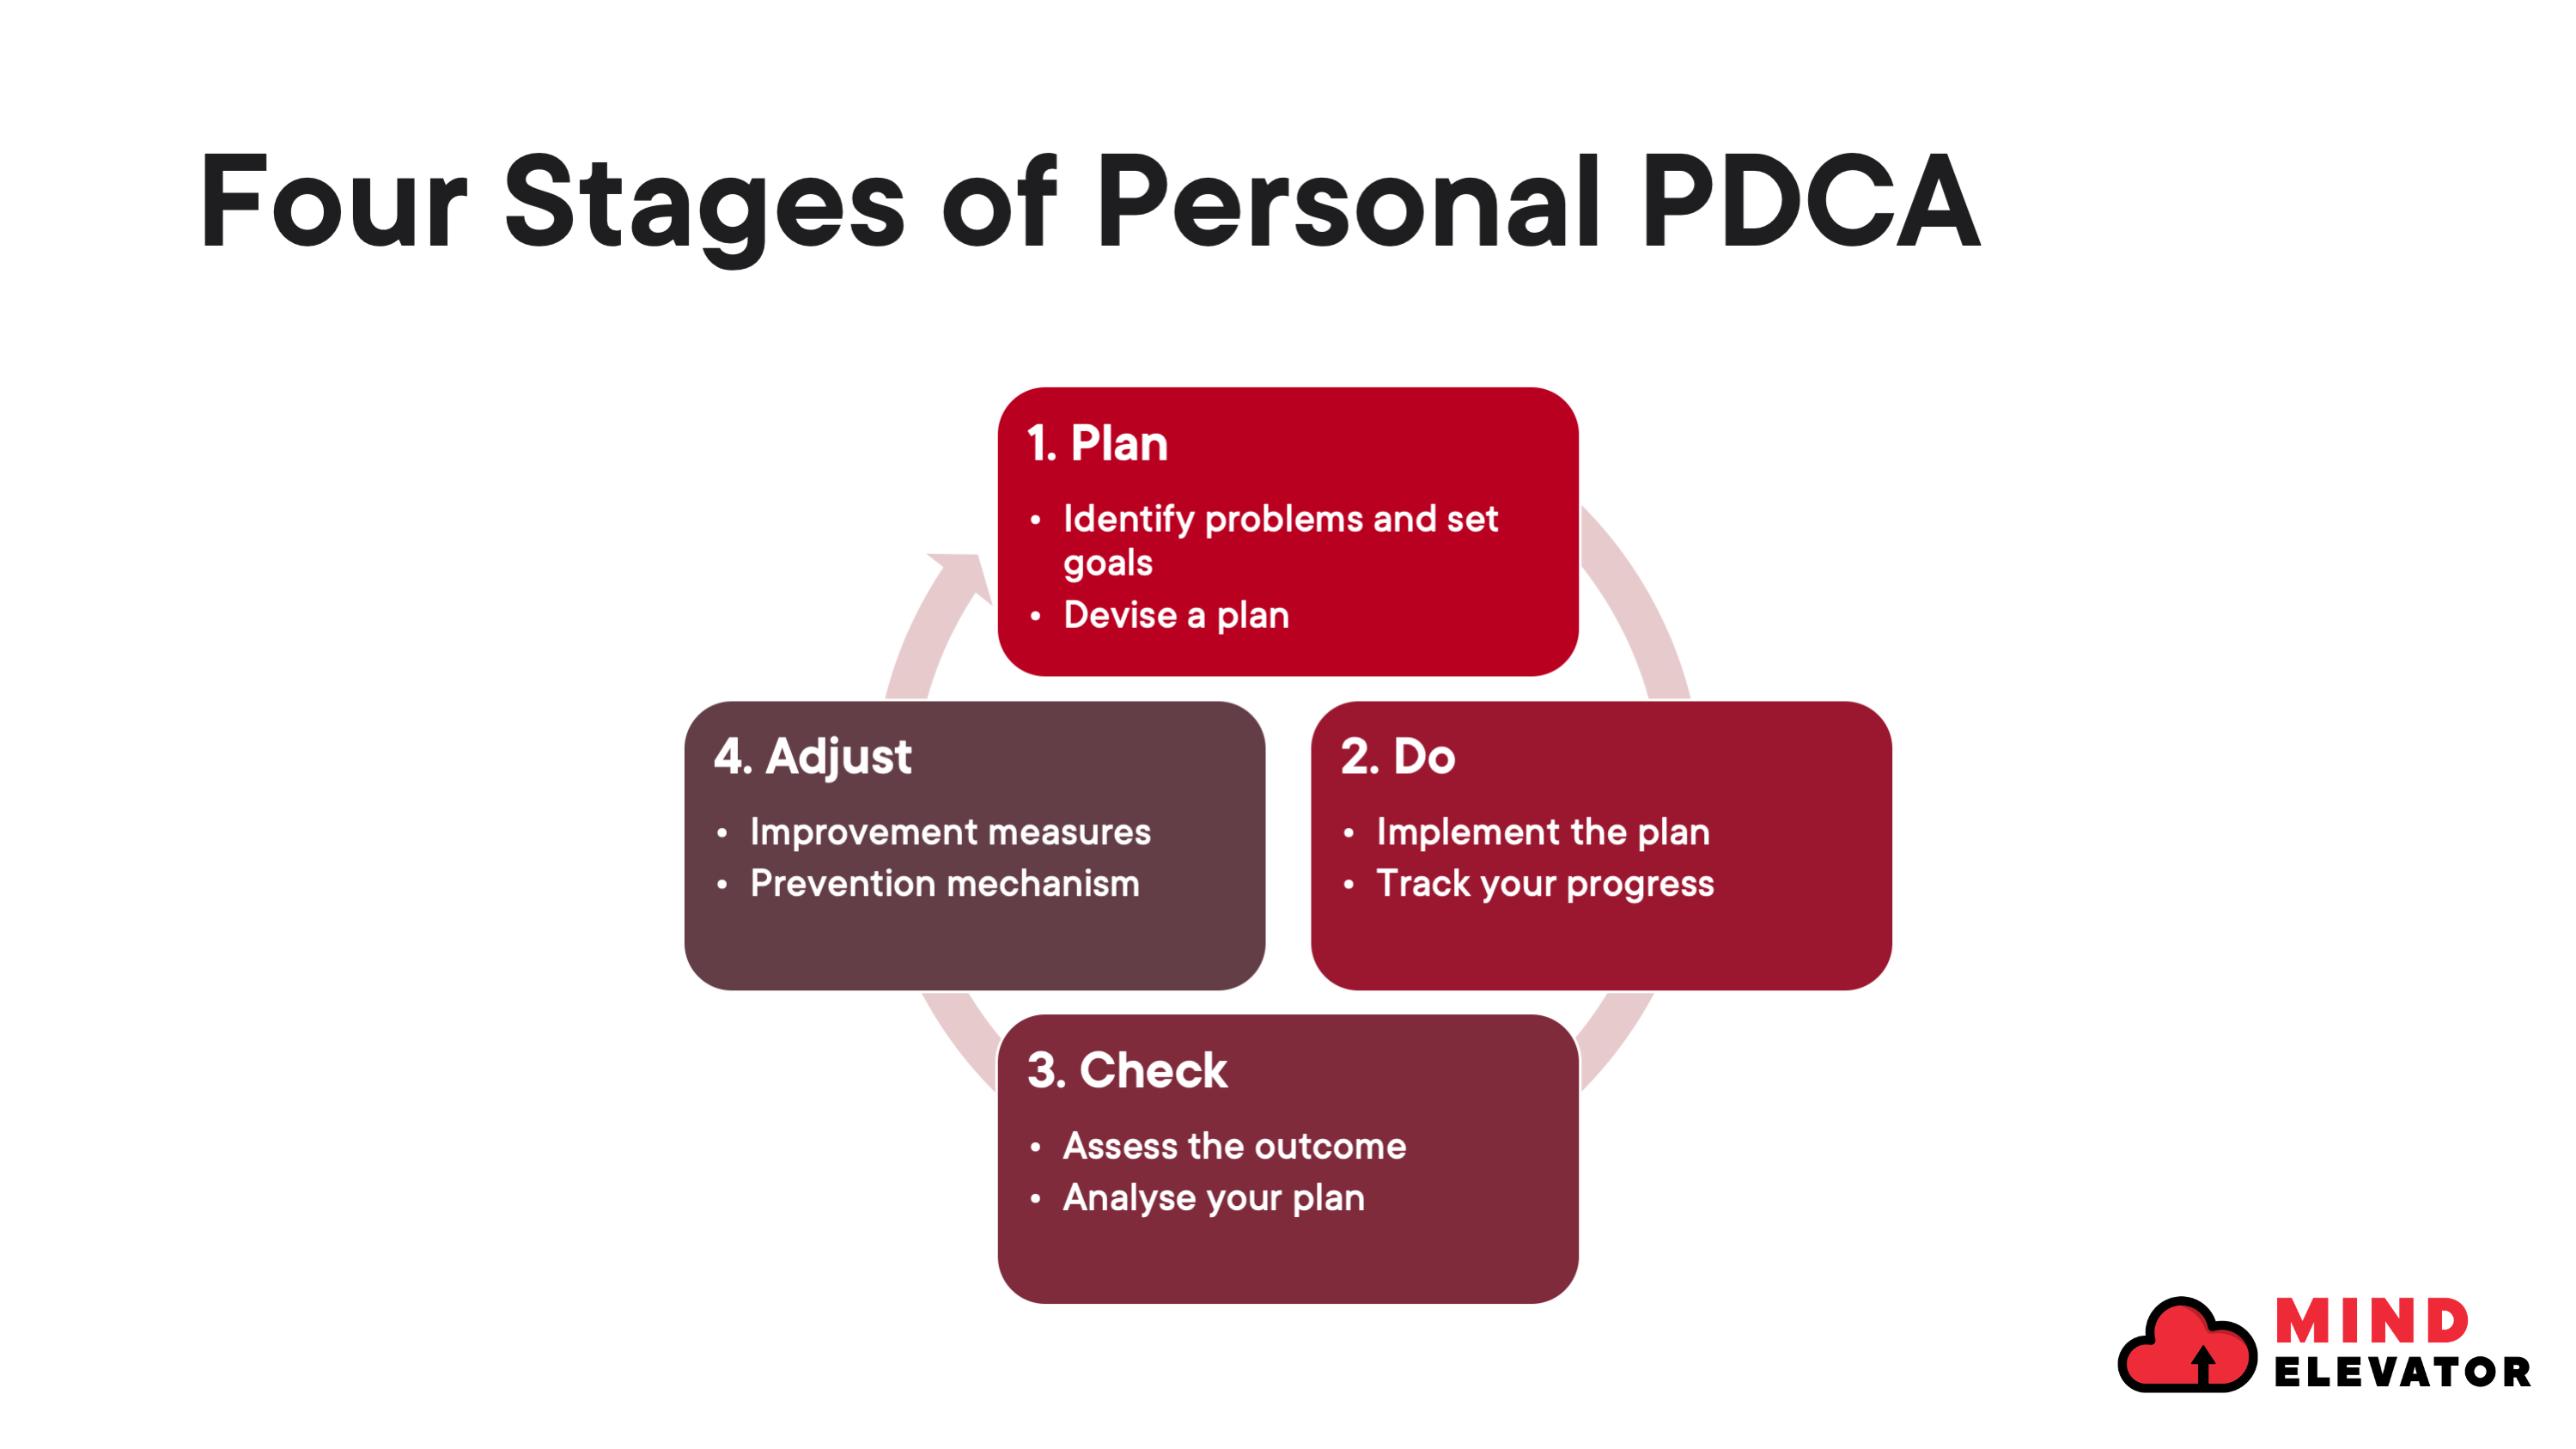 Four Stages of Personal PDCA
1. Plan
• Identify problems and set
goals
• Devise a plan
2. Do
• Implement the plan
• Track your progress
3. Check
• Assess the outcome
• Analyse your plan
4. Adjust
• Improvement measures
• Prevention mechanism
MIND
ELEVATOR